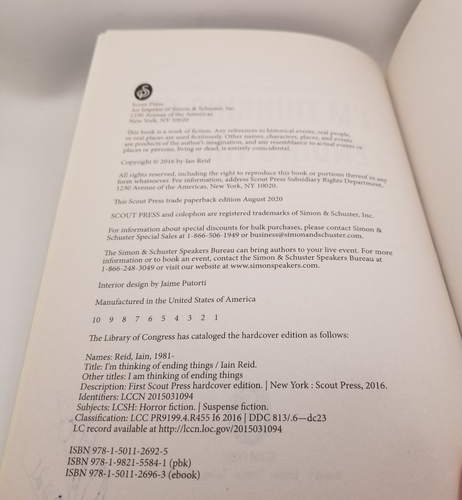 Scout Press
An Imprint of Simon & Schuster, Inc.
1230 Avenue of the Americas
New York, NY 10020
This book is a work of fiction. Any references to historical events, real people,
or real places are used fictitiously. Other names, characters, places, and events
are products of the author's imagination, and any resemblance to actual events or
places or persons, living or dead, is entirely coincidental.
Copyright © 2016 by Ian Reid
All rights reserved, including the right to reproduce this book or portions thereof in any
form whatsoever. For information, address Scout Press Subsidiary Rights Department,
1230 Avenue of the Americas, New York, NY 10020.
This Scout Press trade paperback edition August 2020
SCOUT PRESS and colophon are registered trademarks of Simon & Schuster, Inc.
For information about special discounts for bulk purchases, please contact Simon &
Schuster Special Sales at 1-866-506-1949 or business@simonandschuster.com.
The Simon & Schuster Speakers Bureau can bring authors to your live event. For more
information or to book an event, contact the Simon & Schuster Speakers Bureau at
1-866-248-3049 or visit our website at www.simonspeakers.com.
Interior design by Jaime Putorti
Manufactured in the United States of America
10 9 8 7 6 5 4 3 2 1
The Library of Congress has cataloged the hardcover edition as follows:
Names: Reid, Iain, 1981-
Title: I'm thinking of ending things / Iain Reid.
Other titles: I am thinking of ending things
Description: First Scout Press hardcover edition. | New York : Scout Press, 2016.
Identifiers: LCCN 2015031094
Subjects: LCSH: Horror fiction. | Suspense fiction.
Classification: LCC PR9199.4.R455 I6 2016 | DDC 813/.6—dc23
LC record available at http://lccn.loc.gov/2015031094
ISBN 978-1-5011-2692-5
ISBN 978-1-9821-5584-1 (pbk)
ISBN 978-1-5011-2696-3 (ebook)